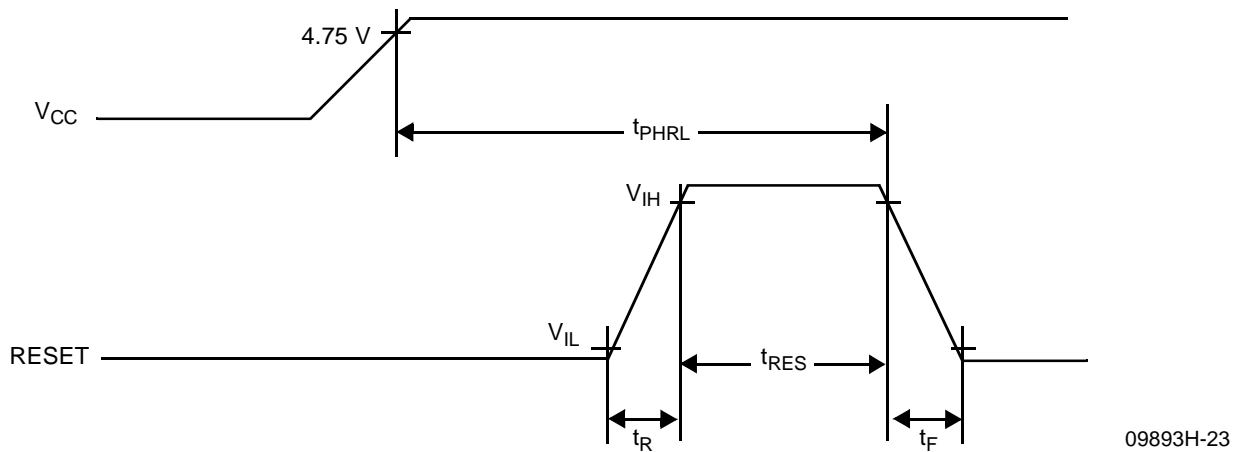 4.75 V
VCC
tPHRL
VIH
VIL
RESET
tRES
tR
tF
09893H-23